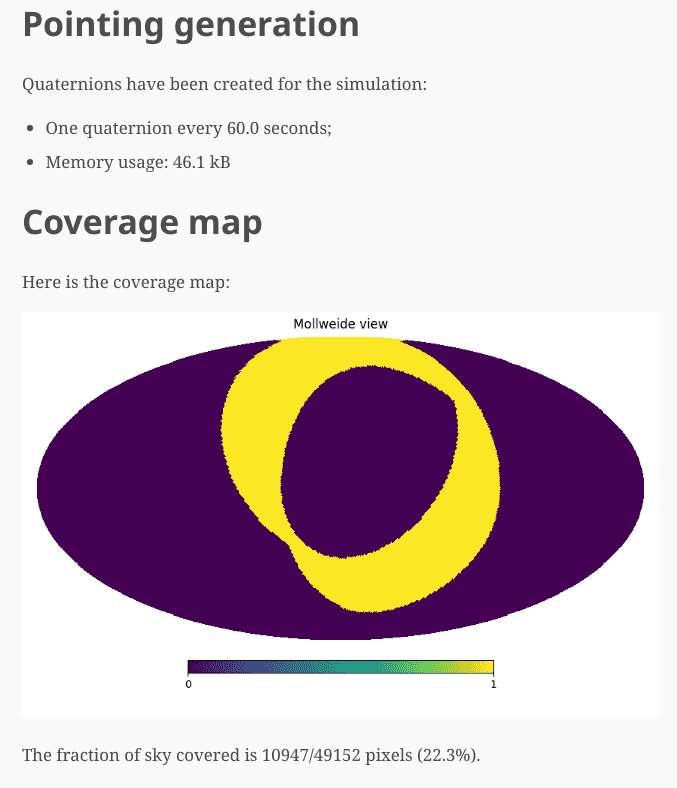 Pointing generation
Quaternions have been created for the simulation:
One quaternion every 60.0 seconds;
Memory usage: 46.1 kB
Coverage map
Here is the coverage map:
Mollweide view
0 1
The fraction of sky covered is 10947/49152 pixels (22.3%).